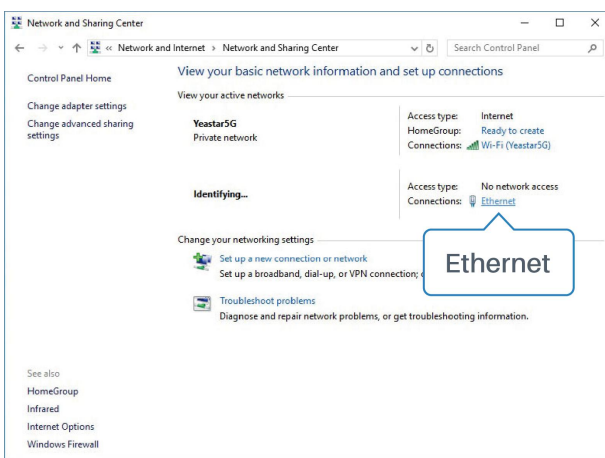 Network and Sharing Center
« Network and Internet > Network and Sharing Center
Search Control Panel
Control Panel Home
Change adapter settings
Change advanced sharing
settings
View your basic network information and set up connections
View your active networks
Yeastar5G
Private network
Access type: Internet
HomeGroup: Ready to create
Connections: Wi-Fi (Yeastar5G)
Identifying...
Access type: No network access
Connections: Ethernet
Ethernet
Change your networking settings
Set up a new connection or network
Set up a broadband, dial-up, or VPN connection;
Troubleshoot problems
Diagnose and repair network problems, or get troubleshooting information.
See also
HomeGroup
Infrared
Internet Options
Windows Firewall